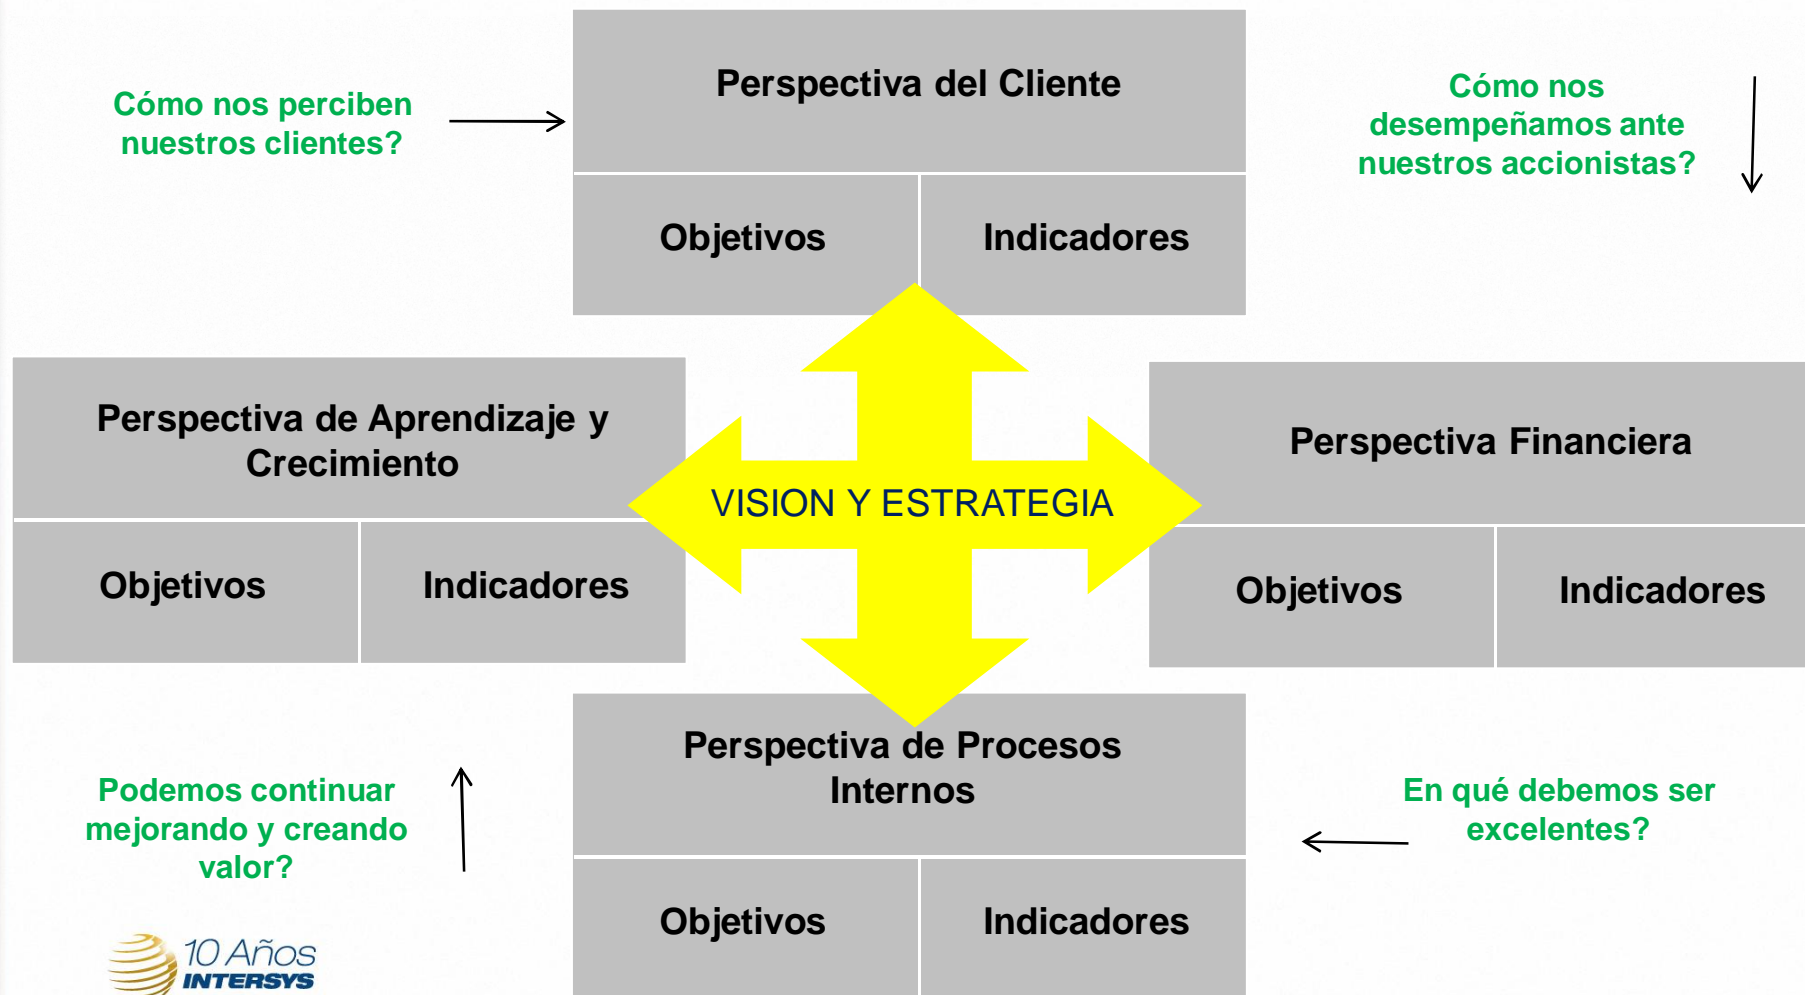 Perspectiva del Cliente
Cómo nos perciben
nuestros clientes?
Cómo nos
desempeñamos ante
nuestros accionistas?
Objetivos
Indicadores
Perspectiva de Aprendizaje y
Crecimiento
Perspectiva Financiera
VISION Y ESTRATEGIA
Objetivos
Indicadores
Objetivos
Indicadores
Perspectiva de Procesos
Internos
Podemos continuar
mejorando y creando
valor?
En qué debemos ser
excelentes?
Objetivos
Indicadores
10 Años
INTERSYS